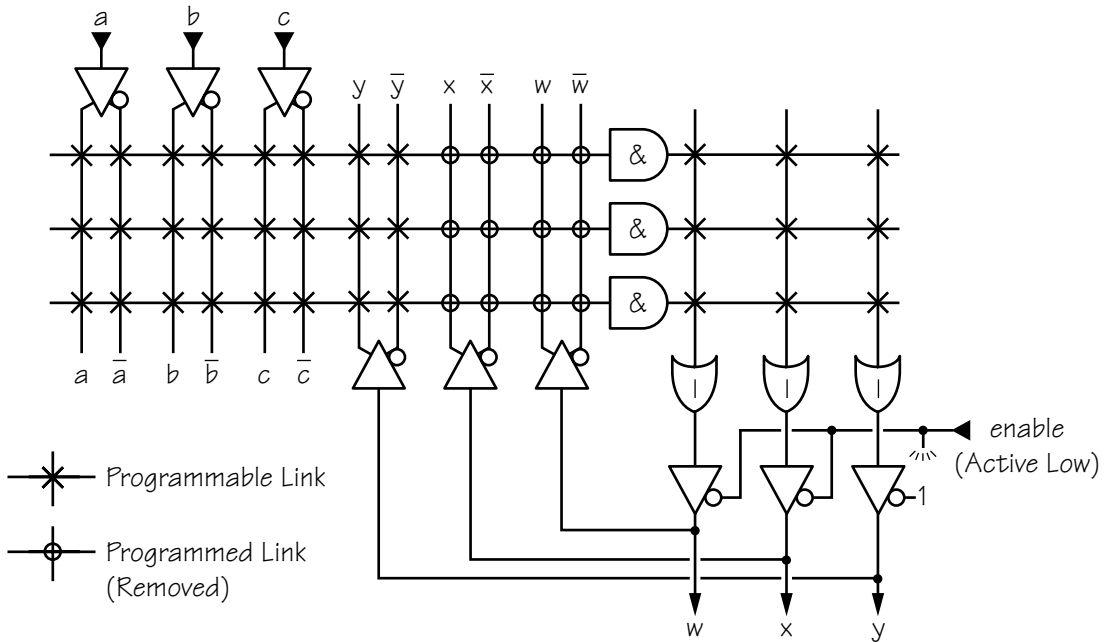 a b c
y y̅ x x̅ w w̅
&
&
&
a a̅ b b̅ c c̅
| | |
enable
(Active Low)
Programmable Link
1
Programmed Link
(Removed)
w x y